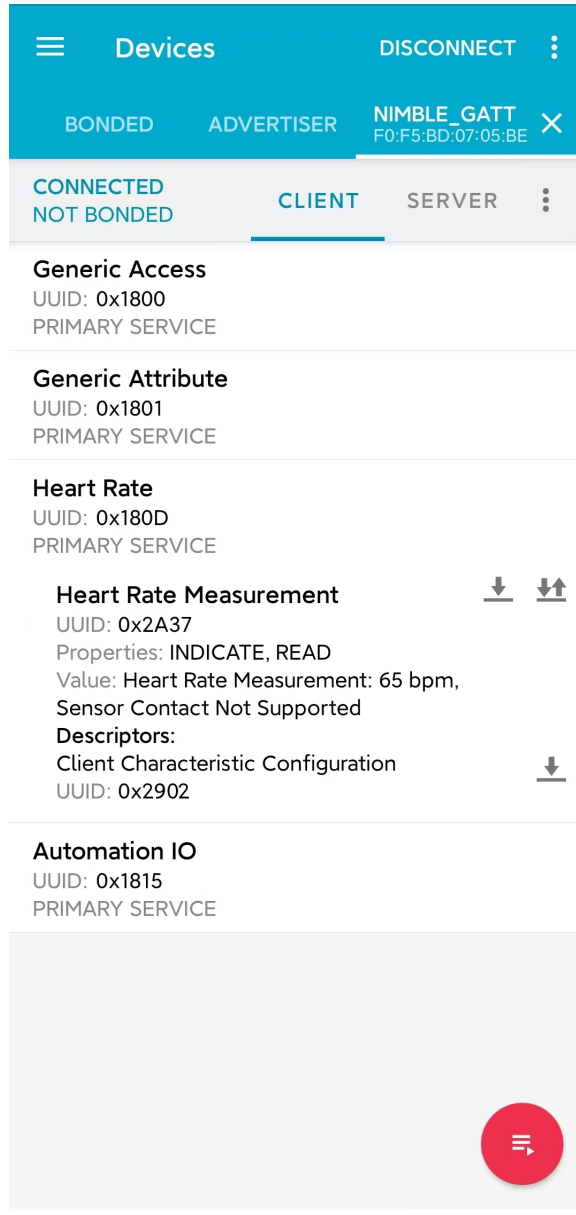 Devices
DISCONNECT
BONDED
ADVERTISER
NIMBLE_GATT
F0:F5:BD:07:05:BE
CONNECTED
NOT BONDED
CLIENT
SERVER
Generic Access
UUID: 0x1800
PRIMARY SERVICE
Generic Attribute
UUID: 0x1801
PRIMARY SERVICE
Heart Rate
UUID: 0x180D
PRIMARY SERVICE
Heart Rate Measurement
UUID: 0x2A37
Properties: INDICATE, READ
Value: Heart Rate Measurement: 65 bpm,
Sensor Contact Not Supported
Descriptors:
Client Characteristic Configuration
UUID: 0x2902
Automation IO
UUID: 0x1815
PRIMARY SERVICE